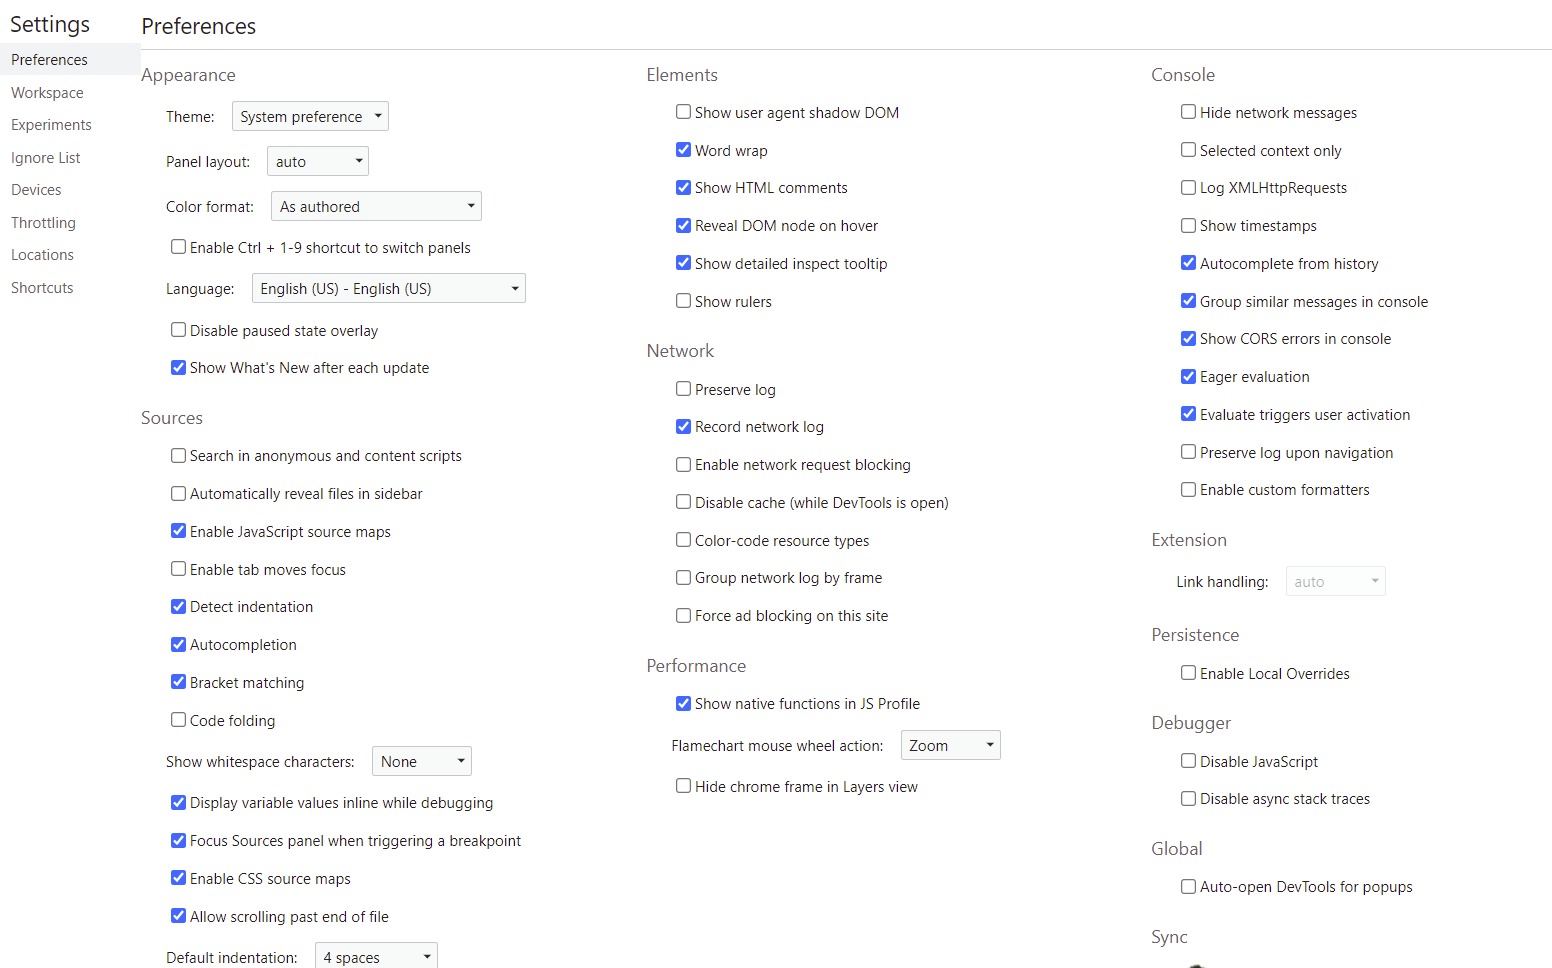 Settings
Preferences
Workspace
Experiments
Ignore List
Devices
Throttling
Locations
Shortcuts
Preferences
Appearance
Theme: System preference
Panel layout: auto
Color format: As authored
Enable Ctrl + 1-9 shortcut to switch panels
Language: English (US) - English (US)
Disable paused state overlay
Show What's New after each update
Sources
Search in anonymous and content scripts
Automatically reveal files in sidebar
Enable JavaScript source maps
Enable tab moves focus
Detect indentation
Autocompletion
Bracket matching
Code folding
Show whitespace characters: None
Display variable values inline while debugging
Focus Sources panel when triggering a breakpoint
Enable CSS source maps
Allow scrolling past end of file
Default indentation: 4 spaces
Elements
Show user agent shadow DOM
Word wrap
Show HTML comments
Reveal DOM node on hover
Show detailed inspect tooltip
Show rulers
Network
Preserve log
Record network log
Enable network request blocking
Disable cache (while DevTools is open)
Color-code resource types
Group network log by frame
Force ad blocking on this site
Performance
Show native functions in JS Profile
Flamechart mouse wheel action: Zoom
Hide chrome frame in Layers view
Console
Hide network messages
Selected context only
Log XMLHttpRequests
Show timestamps
Autocomplete from history
Group similar messages in console
Show CORS errors in console
Eager evaluation
Evaluate triggers user activation
Preserve log upon navigation
Enable custom formatters
Extension
Link handling: auto
Persistence
Enable Local Overrides
Debugger
Disable JavaScript
Disable async stack traces
Global
Auto-open DevTools for popups
Sync